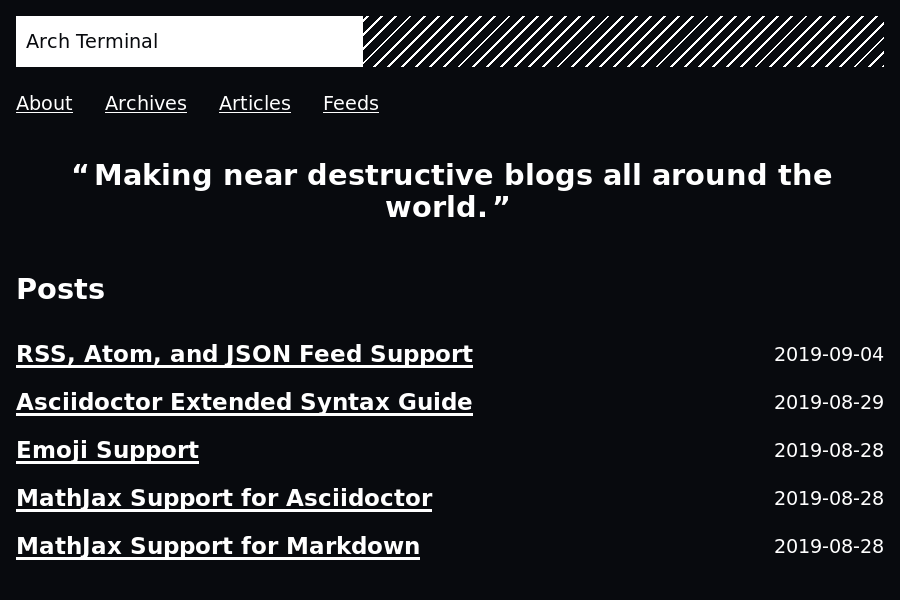 Arch Terminal
About Archives Articles Feeds
“Making near destructive blogs all around the
world.”
Posts
RSS, Atom, and JSON Feed Support 2019-09-04
Asciidoctor Extended Syntax Guide 2019-08-29
Emoji Support 2019-08-28
MathJax Support for Asciidoctor 2019-08-28
MathJax Support for Markdown 2019-08-28